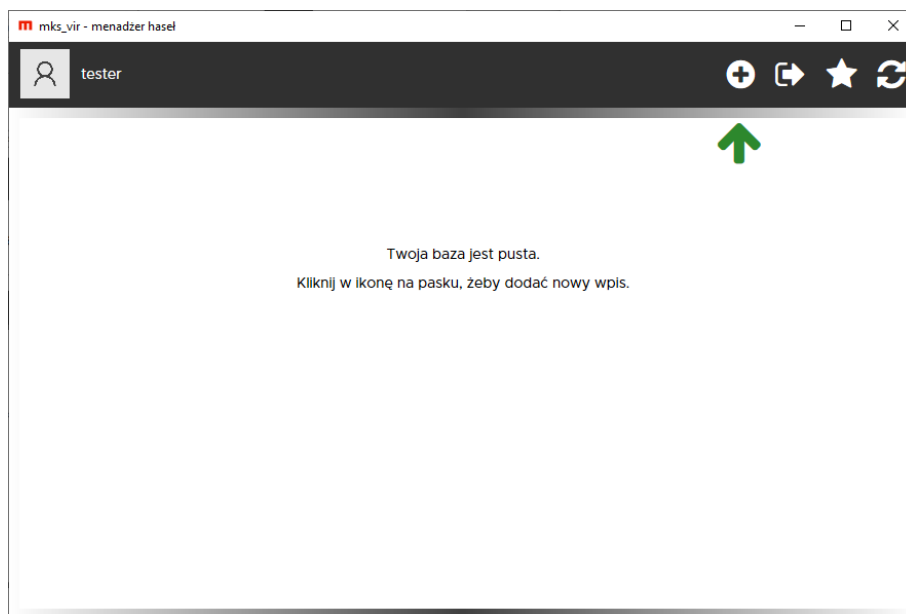 mks_vir - menadżer haseł
tester
Twoja baza jest pusta.
Kliknij w ikonę na pasku, żeby dodać nowy wpis.